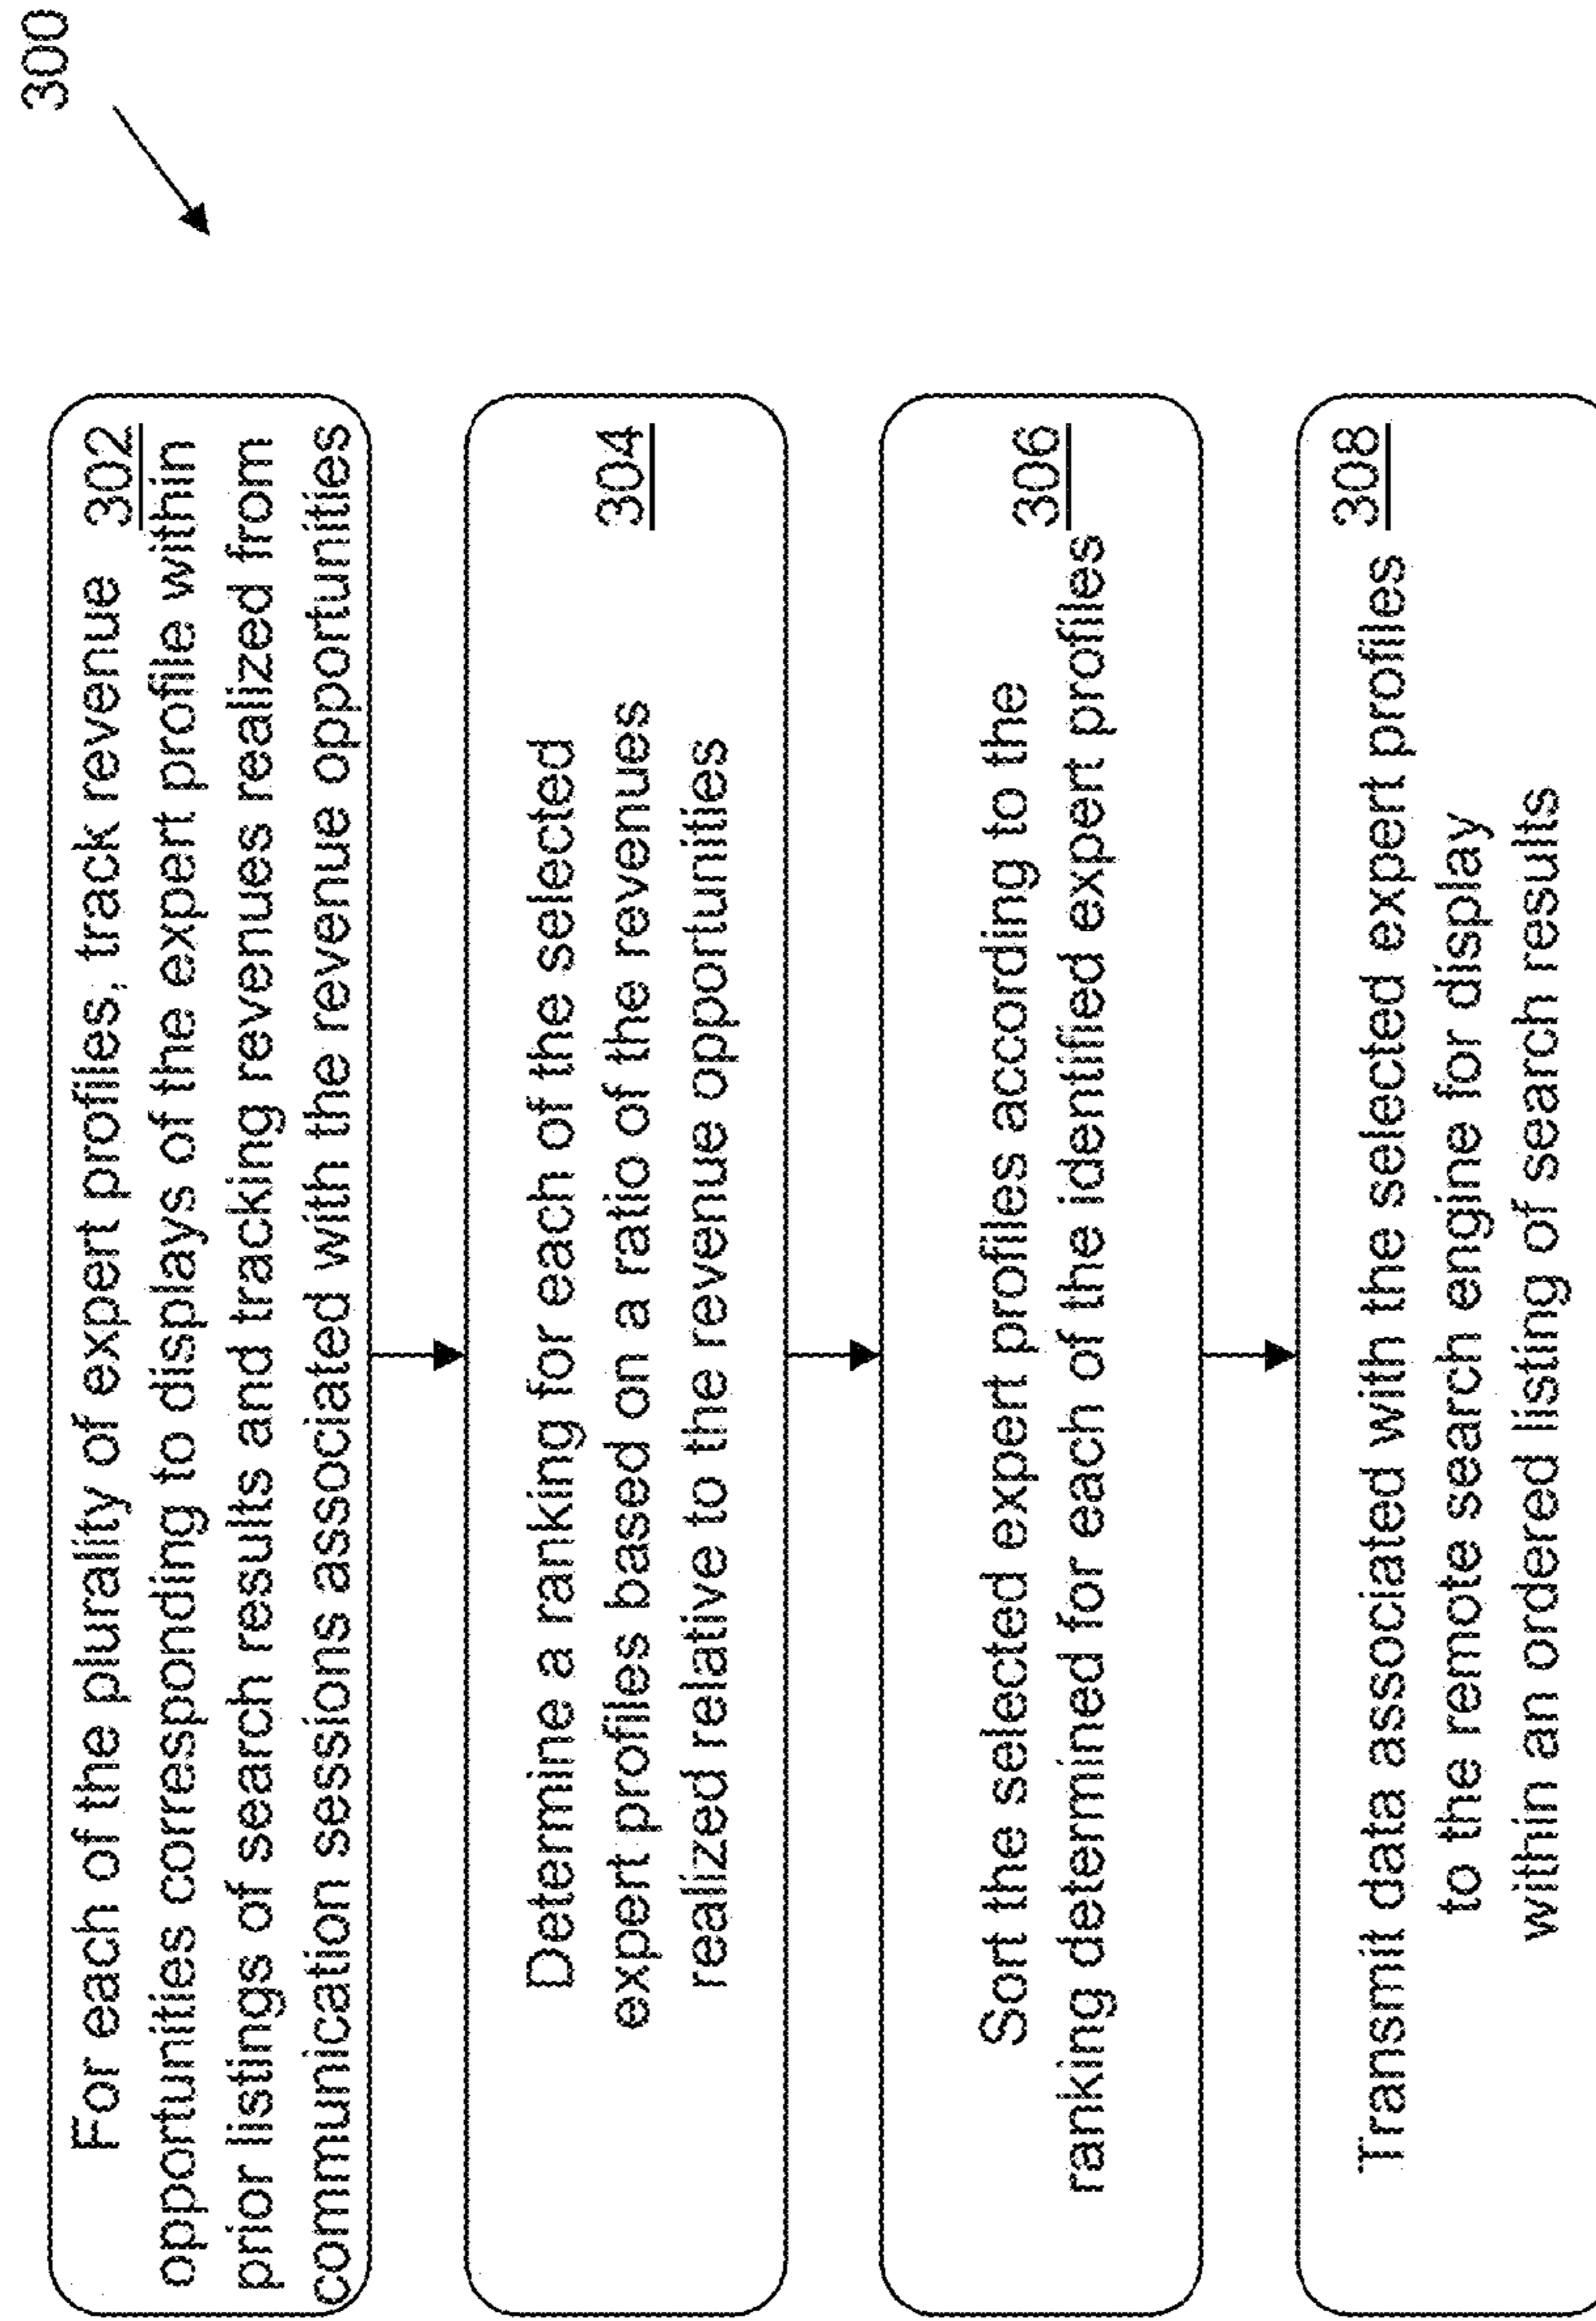 300
For each of the plurality of expert profiles, track revenue 302
opportunities corresponding to displays of the expert profile within
prior listings of search results and tracking revenues realized from
communication sessions associated with the revenue opportunities
304
Determine a ranking for each of the selected
expert profiles based on a ratio of the revenues
realized relative to the revenue opportunities
306
Sort the selected expert profiles according to the
ranking determined for each of the identified expert profiles
308
Transmit data associated with the selected expert profiles
to the remote search engine for display
within an ordered listing of search results